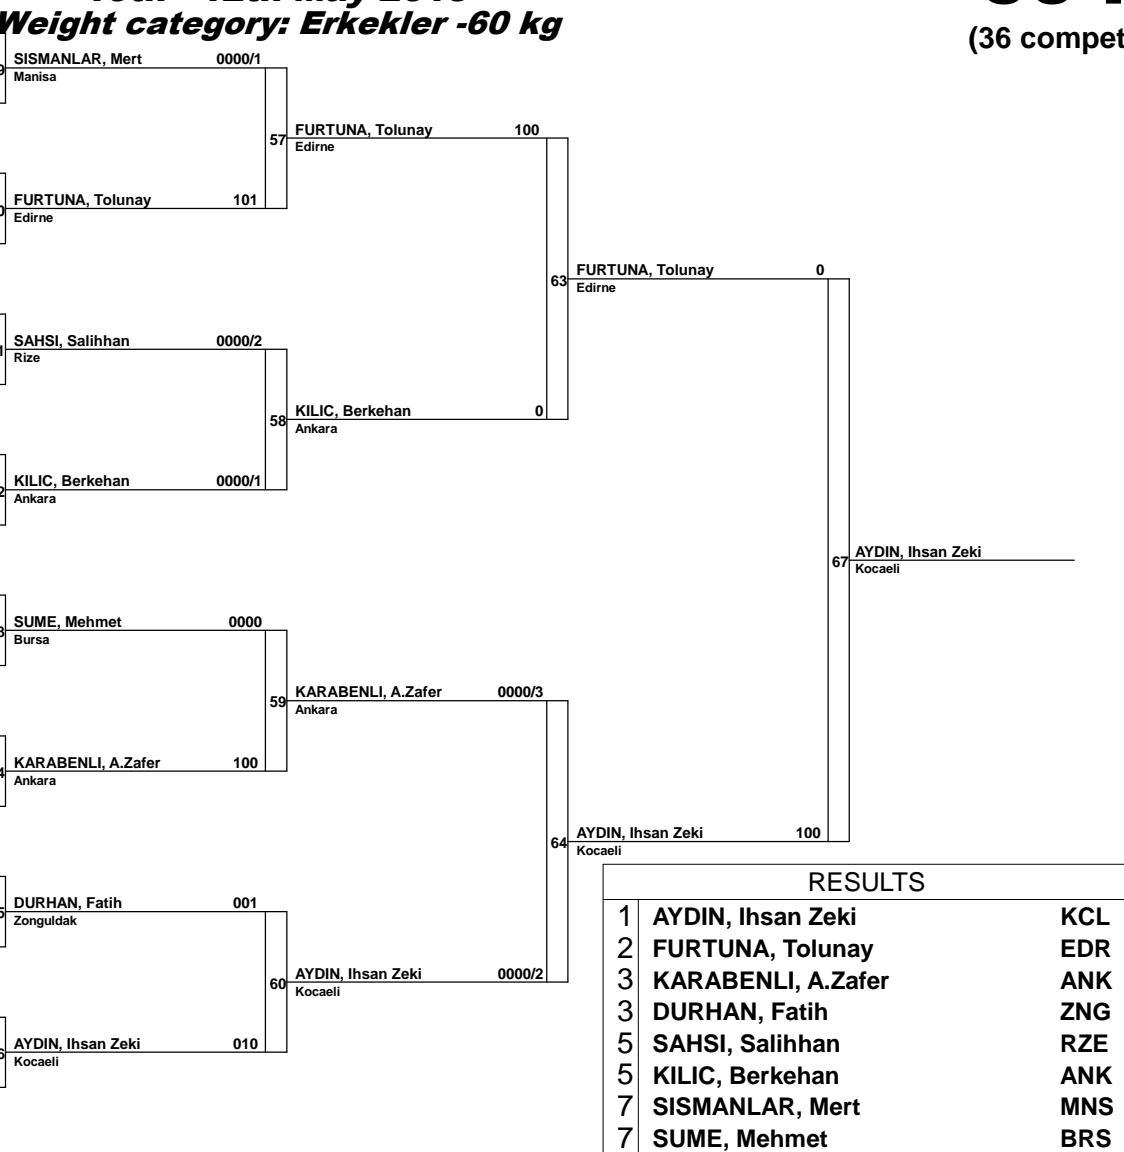 Weight category: Erkekler -60 kg
(36 compet
SISMANLAR, Mert 0000/1
Manisa
57
FURTUNA, Tolunay 100
Edirne
FURTUNA, Tolunay 101
Edirne
63
FURTUNA, Tolunay 0
Edirne
SAHSI, Salihhan 0000/2
Rize
58
KILIC, Berkehan 0
Ankara
KILIC, Berkehan 0000/1
Ankara
67
AYDIN, Ihsan Zeki
Kocaeli
SUME, Mehmet 0000
Bursa
59
KARABENLI, A.Zafer 0000/3
Ankara
KARABENLI, A.Zafer 100
Ankara
64
AYDIN, Ihsan Zeki 100
Kocaeli
DURHAN, Fatih 001
Zonguldak
60
AYDIN, Ihsan Zeki 0000/2
Kocaeli
AYDIN, Ihsan Zeki 010
Kocaeli
RESULTS
1 AYDIN, Ihsan Zeki KCL
2 FURTUNA, Tolunay EDR
3 KARABENLI, A.Zafer ANK
3 DURHAN, Fatih ZNG
5 SAHSI, Salihhan RZE
5 KILIC, Berkehan ANK
7 SISMANLAR, Mert MNS
7 SUME, Mehmet BRS